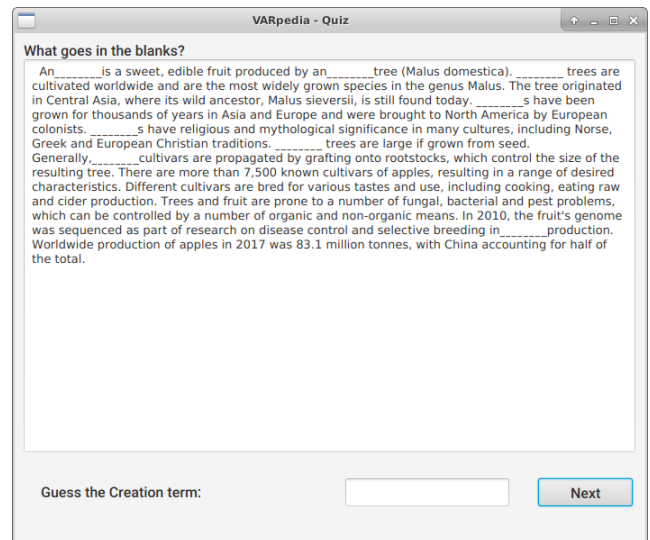 VARpedia - Quiz
What goes in the blanks?
An________is a sweet, edible fruit produced by an________tree (Malus domestica). ________ trees are
cultivated worldwide and are the most widely grown species in the genus Malus. The tree originated
in Central Asia, where its wild ancestor, Malus sieversii, is still found today. ________s have been
grown for thousands of years in Asia and Europe and were brought to North America by European
colonists. ________s have religious and mythological significance in many cultures, including Norse,
Greek and European Christian traditions. ________ trees are large if grown from seed.
Generally,________cultivars are propagated by grafting onto rootstocks, which control the size of the
resulting tree. There are more than 7,500 known cultivars of apples, resulting in a range of desired
characteristics. Different cultivars are bred for various tastes and use, including cooking, eating raw
and cider production. Trees and fruit are prone to a number of fungal, bacterial and pest problems,
which can be controlled by a number of organic and non-organic means. In 2010, the fruit's genome
was sequenced as part of research on disease control and selective breeding in________production.
Worldwide production of apples in 2017 was 83.1 million tonnes, with China accounting for half of
the total.
Guess the Creation term:
Next